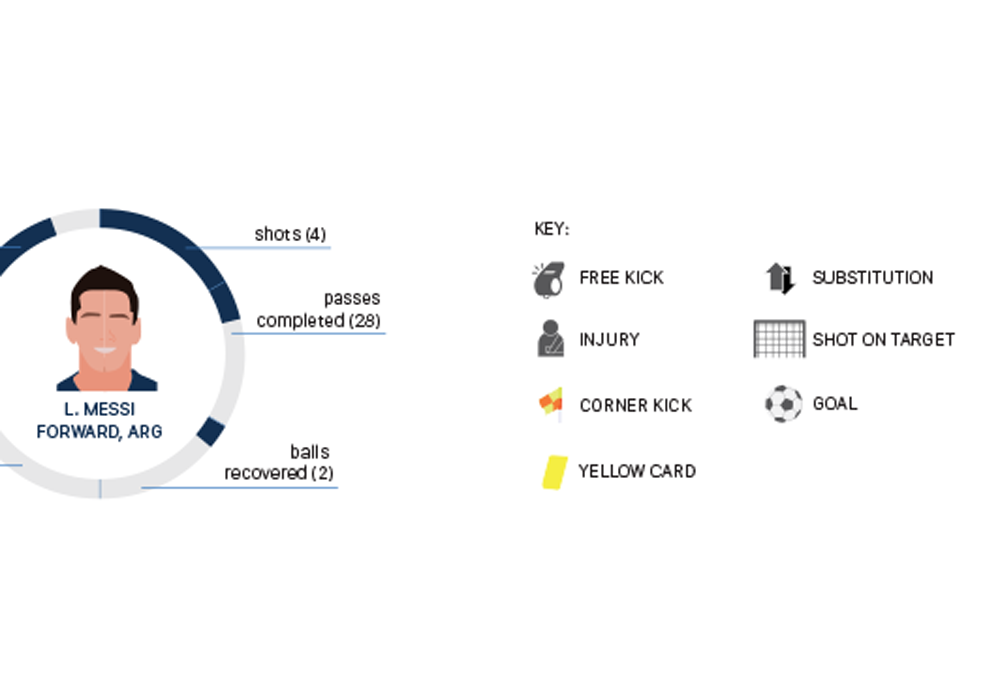 shots (4)
passes
completed (28)
L. MESSI
FORWARD, ARG
balls
recovered (2)
KEY:
FREE KICK
SUBSTITUTION
INJURY
SHOT ON TARGET
CORNER KICK
GOAL
YELLOW CARD